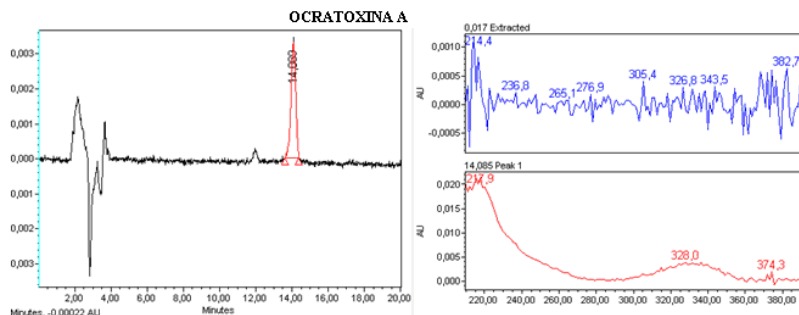 OCRATOXINA A
0,003
0,002
0,001
0,000
0,001
0,002
0,003
14,069
2,00 4,00 6,00 8,00 10,00 12,00 14,00 16,00 18,00 20,00
Minutes
Minutes, -0,00022 AU
0,017 Extracted
AU
0,0010
0,0005
0,0000
-0,0005
214,4 236,8 265,1 276,9 305,4 326,8 343,5 382,7
14,085 Peak 1
AU
0,020
0,015
0,010
0,005
0,000
217,9 328,0 374,3
220,00 240,00 260,00 280,00 300,00 320,00 340,00 360,00 380,00